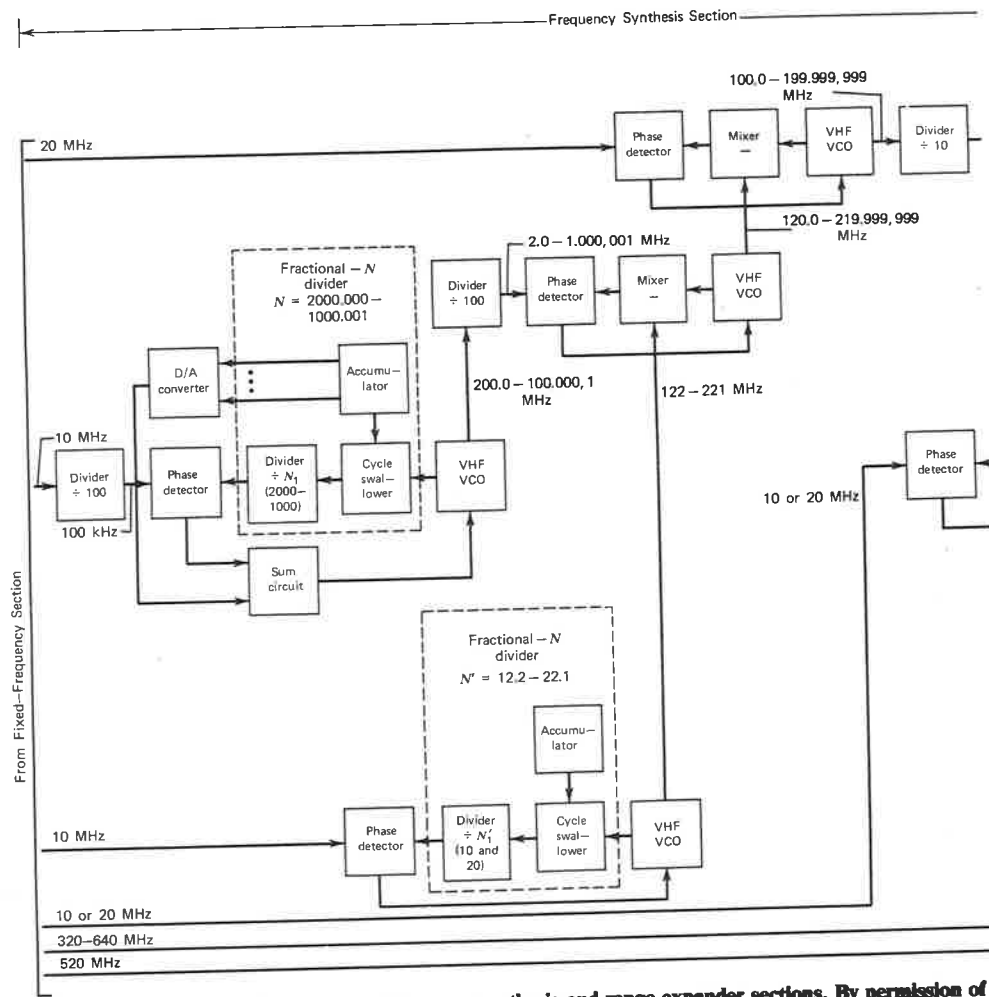 Frequency Synthesis Section
100.0 – 199.999,999
MHz
20 MHz
Phase
detector
Mixer
–
VHF
VCO
Divider
÷ 10
120.0 – 219.999,999
MHz
2.0 – 1.000,001 MHz
Fractional – N
divider
N = 2000.000 –
1000.001
Divider
÷ 100
Phase
detector
Mixer
–
VHF
VCO
D/A
converter
Accumu–
lator
200.0 – 100.000,1
MHz
122 – 221 MHz
10 MHz
Divider
÷ 100
Phase
detector
Divider
÷ N₁
(2000–
1000)
Cycle
swal–
lower
VHF
VCO
Phase
detector
10 or 20 MHz
100 kHz
Sum
circuit
From Fixed–Frequency Section
Fractional – N
divider
N′ = 12.2 – 22.1
Accumu–
lator
10 MHz
Phase
detector
Divider
÷ N₁′
(10 and
20)
Cycle
swal–
lower
VHF
VCO
10 or 20 MHz
320–640 MHz
520 MHz
and range expander sections. By permission of